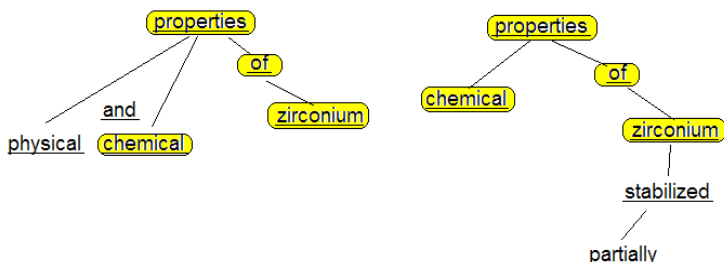 properties
of
and
zirconium
physical
chemical
properties
of
chemical
zirconium
stabilized
partially